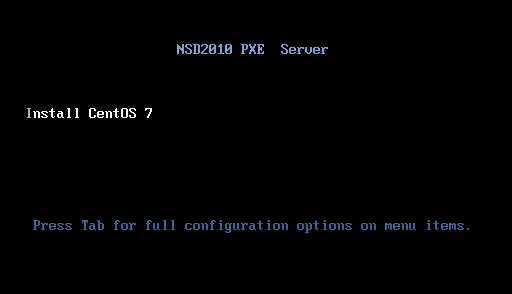 NSD2010 PXE  Server
Install CentOS 7
Press Tab for full configuration options on menu items.